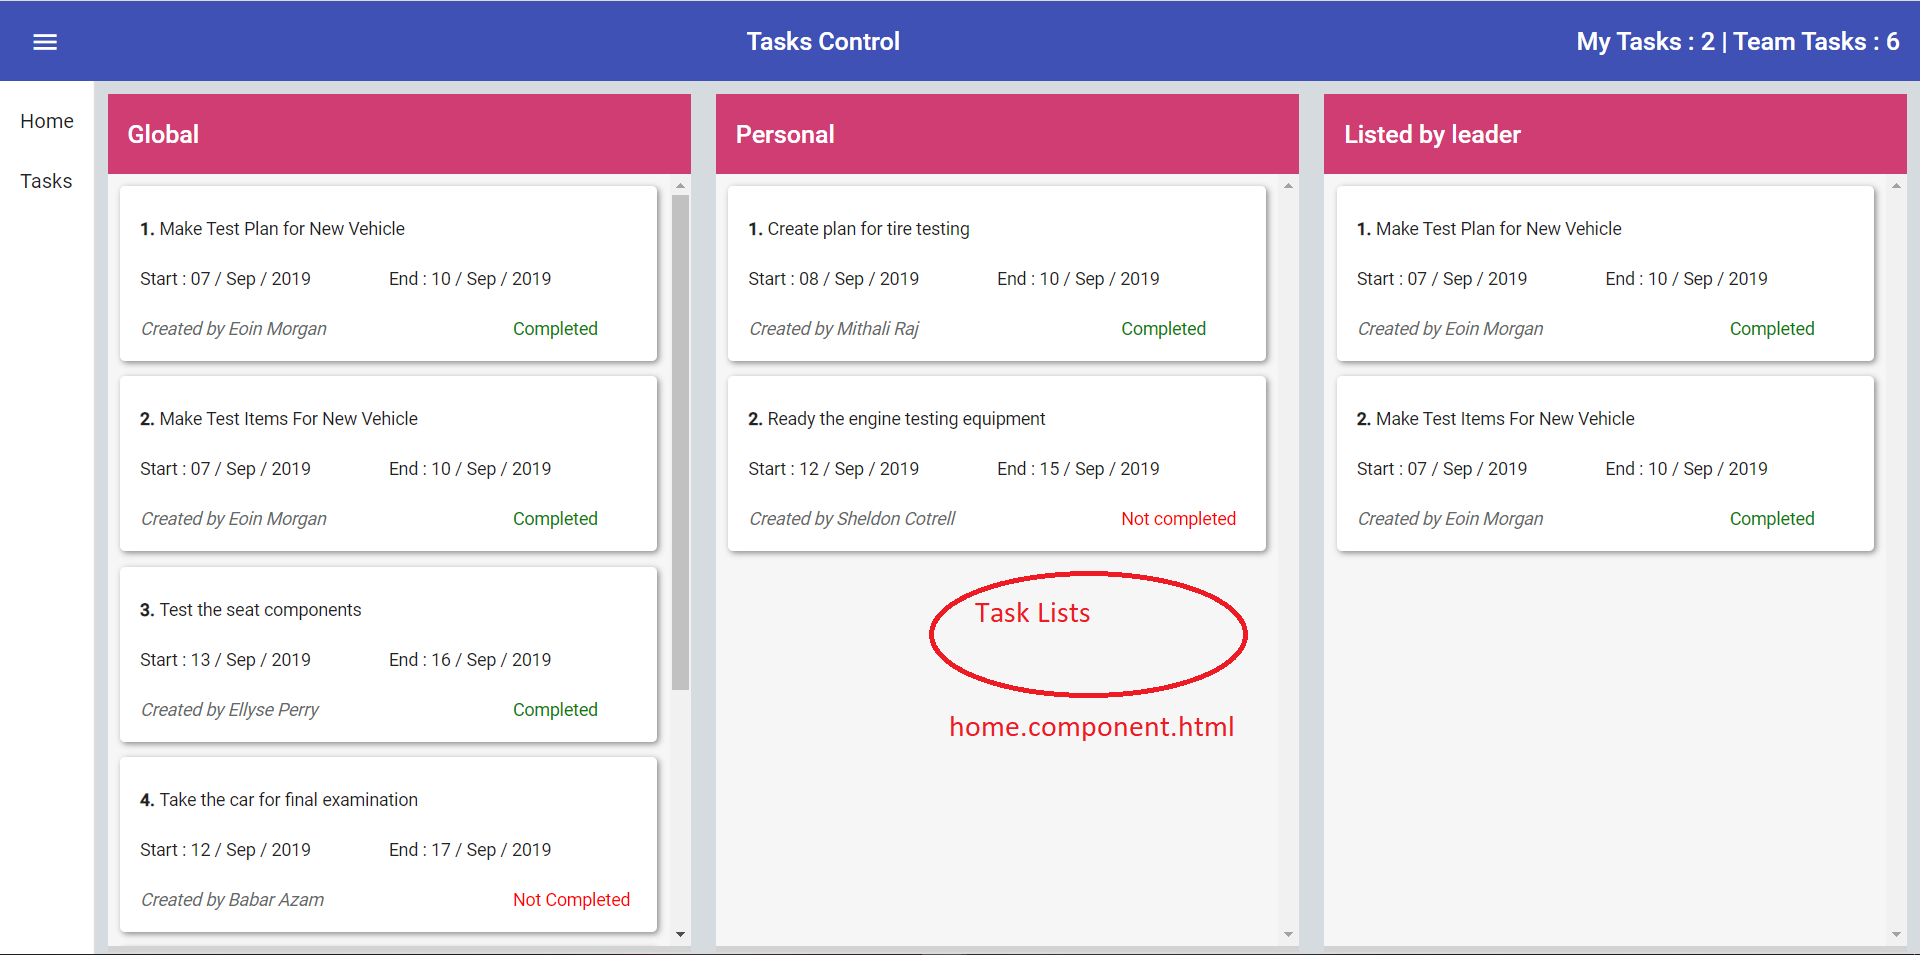 Tasks Control
My Tasks : 2 | Team Tasks : 6
Home
Tasks
Global
1. Make Test Plan for New Vehicle
Start : 07 / Sep / 2019 End : 10 / Sep / 2019
Created by Eoin Morgan Completed
2. Make Test Items For New Vehicle
Start : 07 / Sep / 2019 End : 10 / Sep / 2019
Created by Eoin Morgan Completed
3. Test the seat components
Start : 13 / Sep / 2019 End : 16 / Sep / 2019
Created by Ellyse Perry Completed
4. Take the car for final examination
Start : 12 / Sep / 2019 End : 17 / Sep / 2019
Created by Babar Azam Not Completed
Personal
1. Create plan for tire testing
Start : 08 / Sep / 2019 End : 10 / Sep / 2019
Created by Mithali Raj Completed
2. Ready the engine testing equipment
Start : 12 / Sep / 2019 End : 15 / Sep / 2019
Created by Sheldon Cotrell Not completed
Task Lists
home.component.html
Listed by leader
1. Make Test Plan for New Vehicle
Start : 07 / Sep / 2019 End : 10 / Sep / 2019
Created by Eoin Morgan Completed
2. Make Test Items For New Vehicle
Start : 07 / Sep / 2019 End : 10 / Sep / 2019
Created by Eoin Morgan Completed